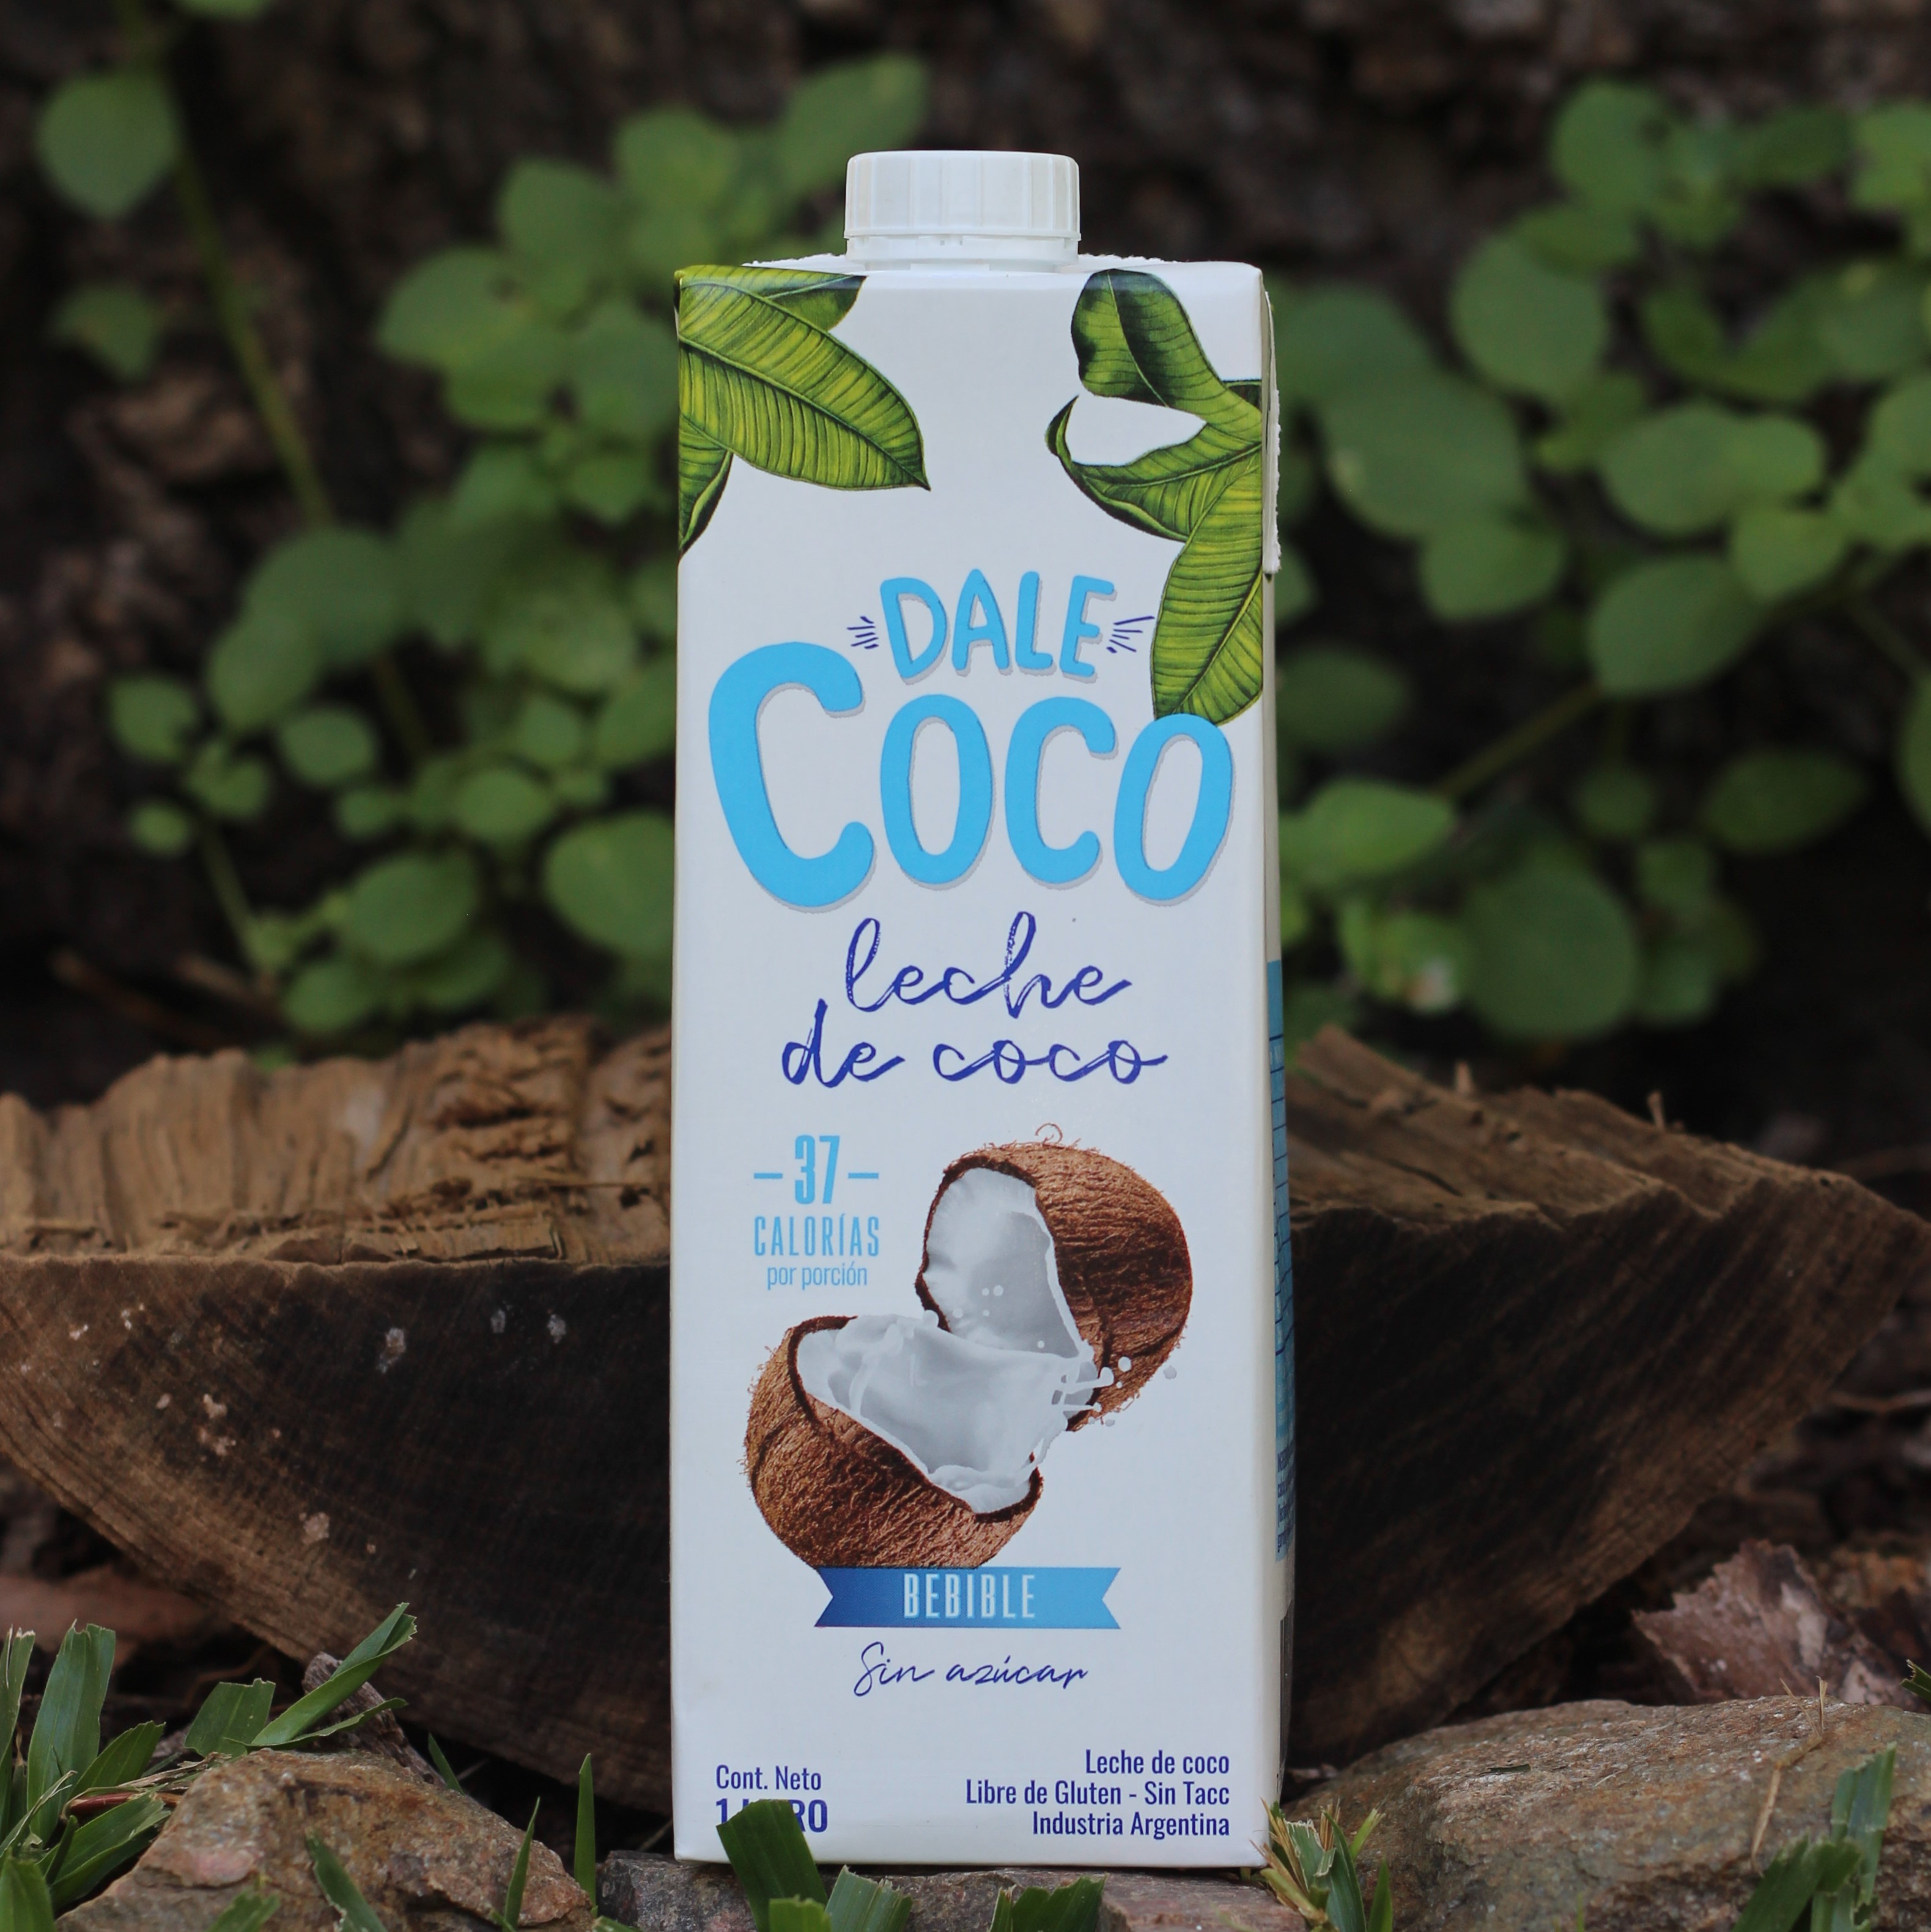 DALE
COCO
leche
de coco
37
CALORÍAS
por porción
BEBIBLE
Sin azúcar
Cont. Neto
1
Leche de coco
Libre de Gluten - Sin Tacc
Industria Argentina